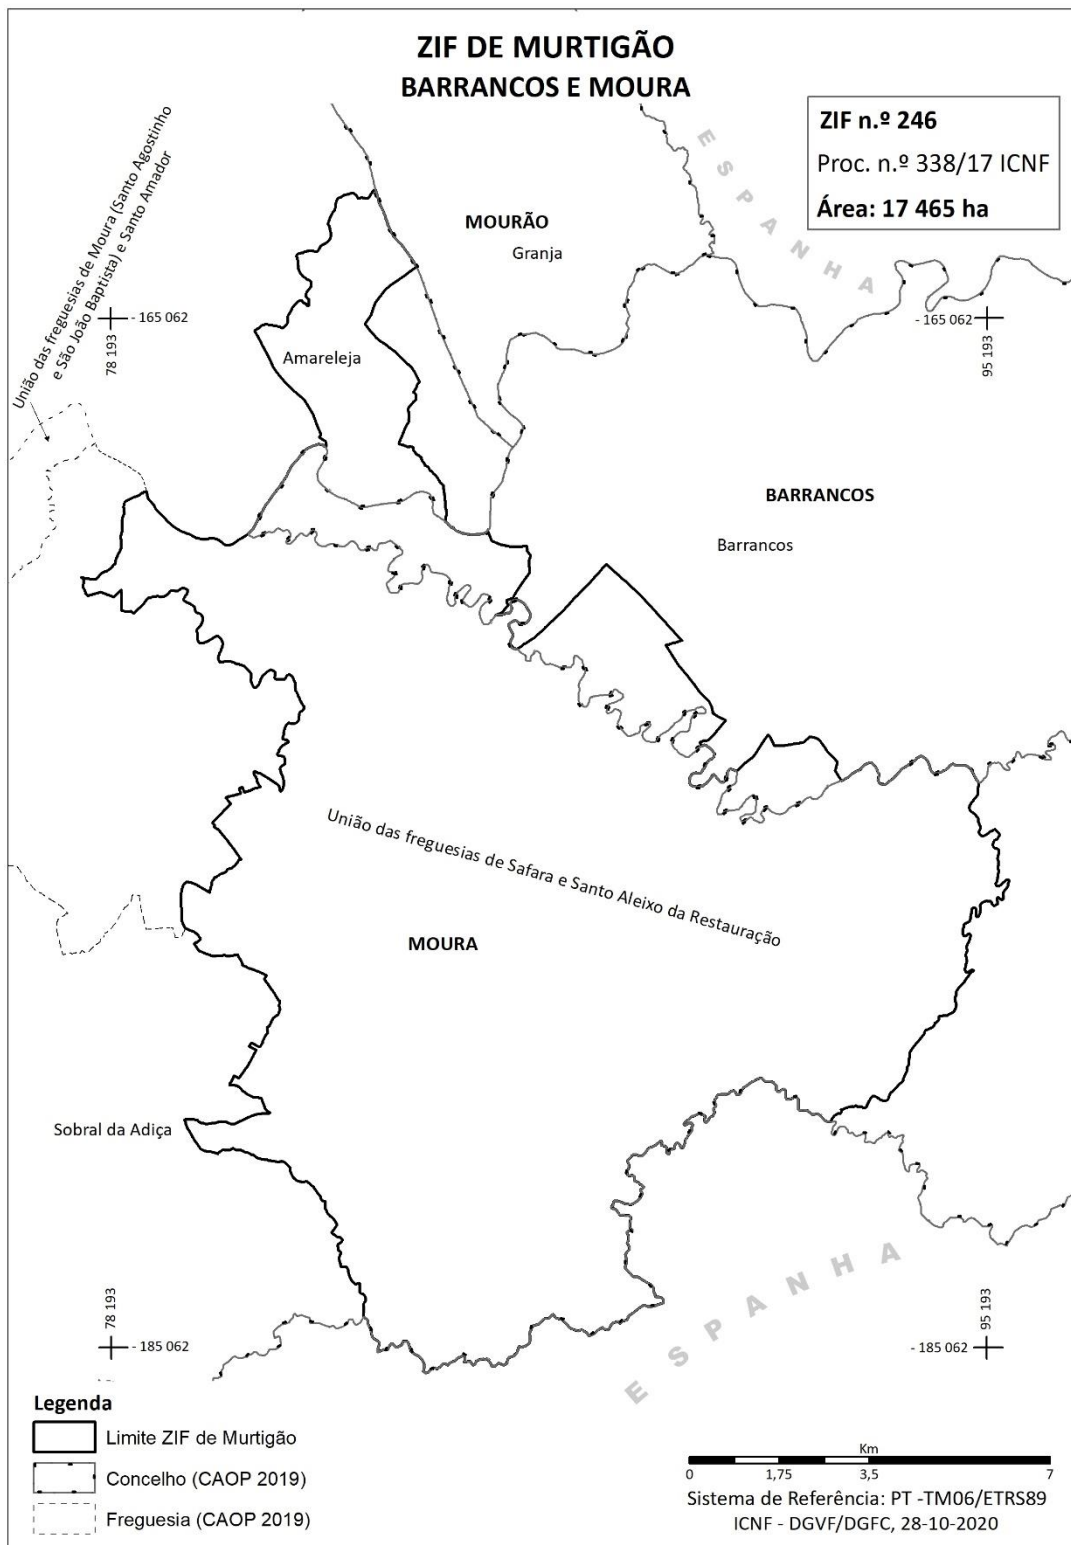 ZIF DE MURTIGÃO
BARRANCOS E MOURA
ZIF n.º 246
Proc. n.º 338/17 ICNF
Área: 17 465 ha
União das freguesias de Moura (Santo Agostinho
e São João Baptista) e Santo Amador
ESPANHA
MOURÃO
Granja
- 165 062
78 193
- 165 062
95 193
Amareleja
BARRANCOS
Barrancos
União das freguesias de Safara e Santo Aleixo da Restauração
MOURA
Sobral da Adiça
ESPANHA
78 193
- 185 062
95 193
- 185 062
Legenda
Limite ZIF de Murtigão
Concelho (CAOP 2019)
Freguesia (CAOP 2019)
Km
0 1,75 3,5 7
Sistema de Referência: PT -TM06/ETRS89
ICNF - DGVF/DGFC, 28-10-2020